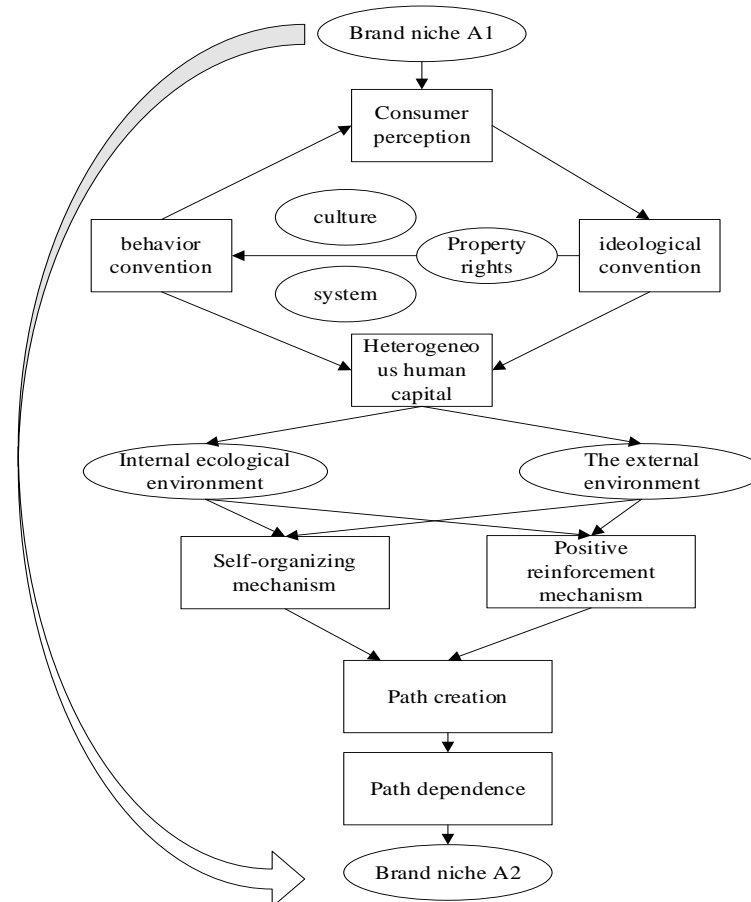 Brand niche A1
Consumer
perception
culture
behavior
convention
Property
rights
ideological
convention
system
Heterogeneo
us human
capital
Internal ecological
environment
The external
environment
Self-organizing
mechanism
Positive
reinforcement
mechanism
Path creation
Path dependence
Brand niche A2